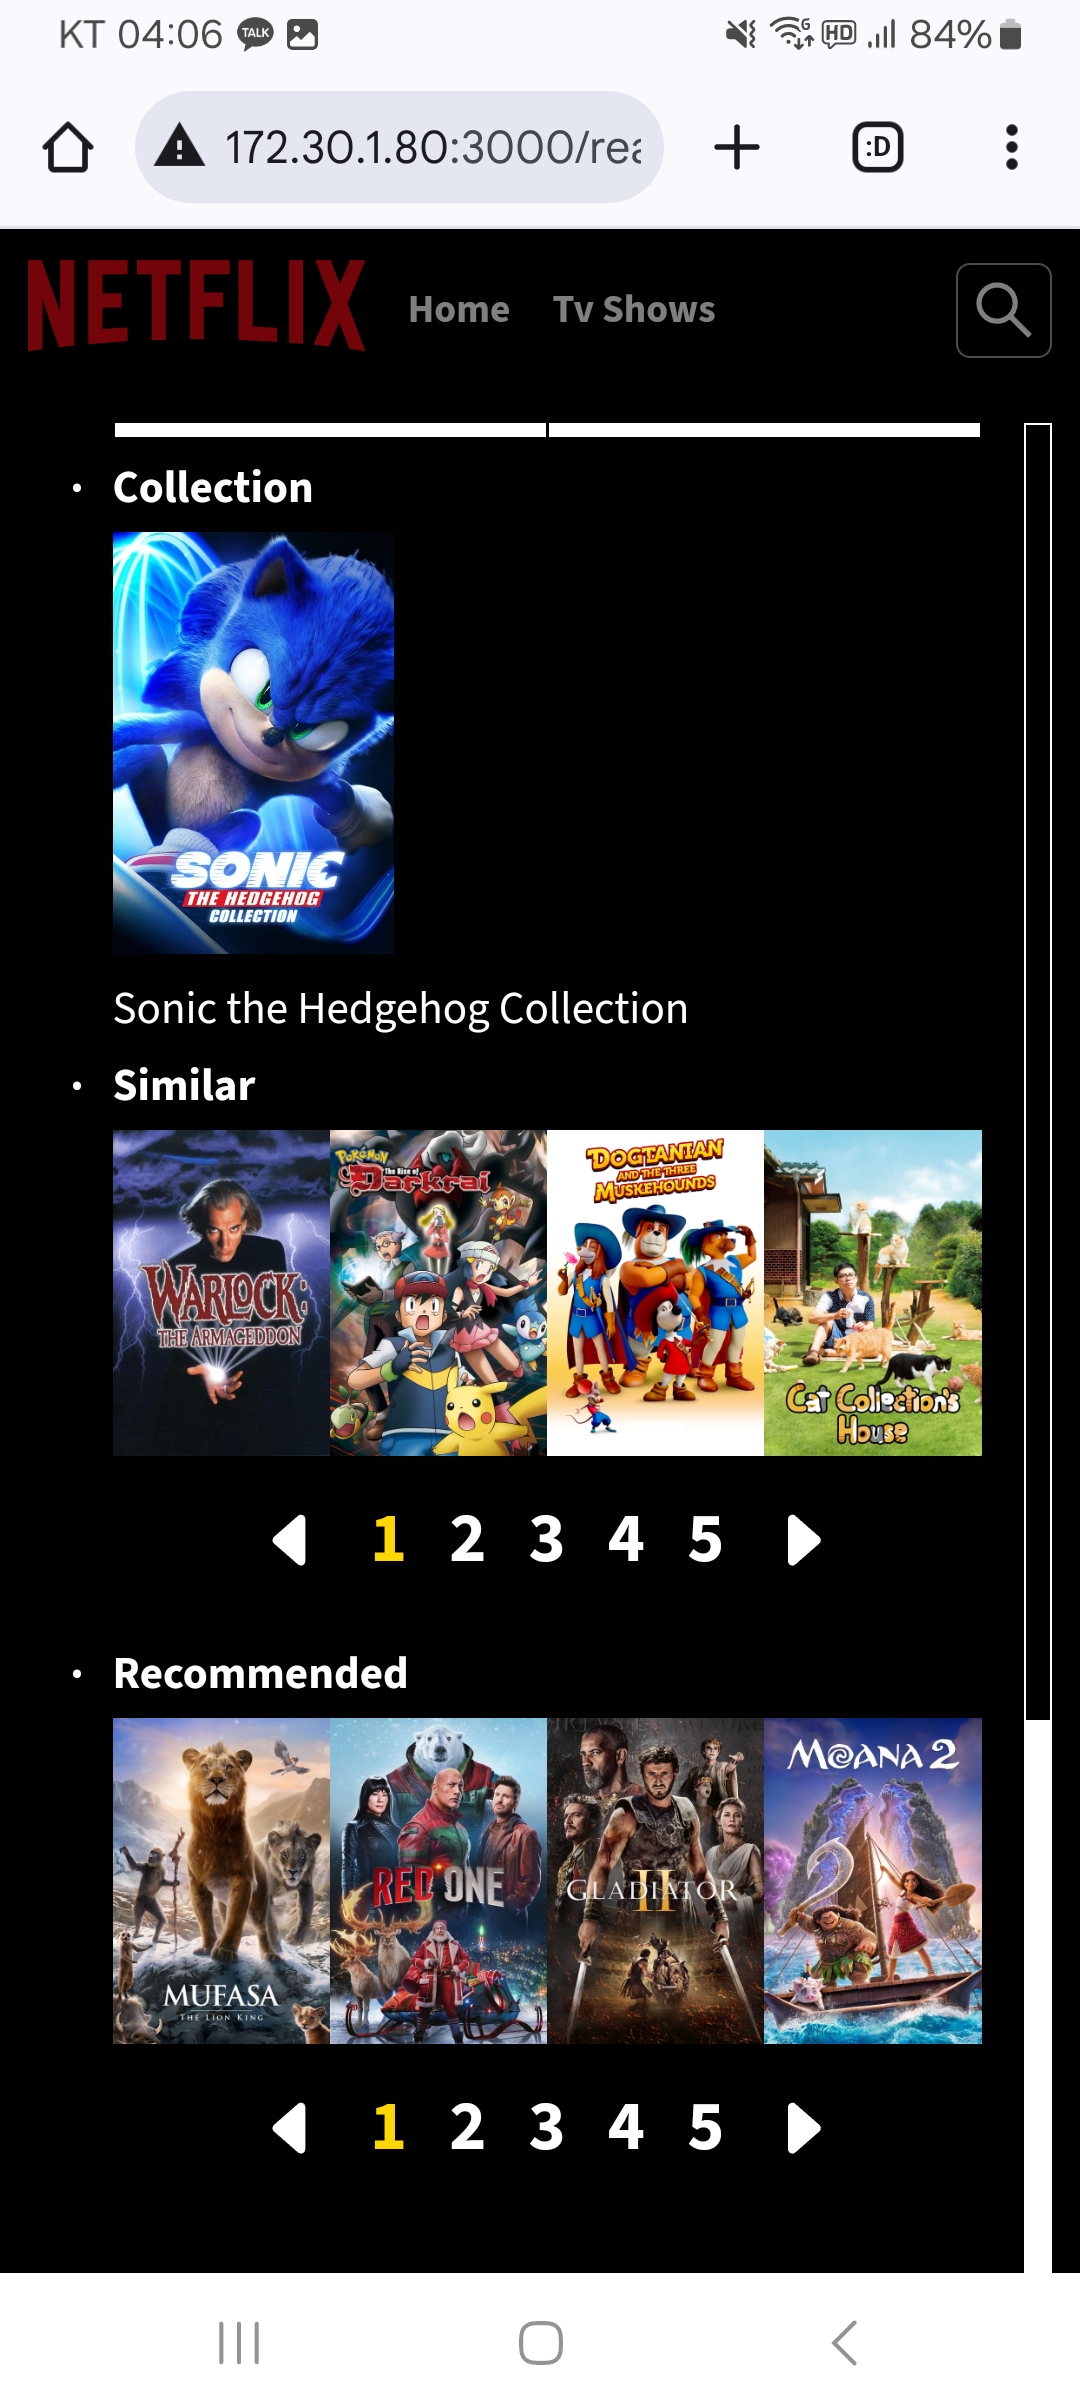 KT 04:06 TALK HD 84%
172.30.1.80:3000/rea
:D
NETFLIX Home Tv Shows
• Collection
SONIC
THE HEDGEHOG
COLLECTION
Sonic the Hedgehog Collection
• Similar
WARLOCK:
THE ARMAGEDDON
POKéMON
The Rise of
Darkrai
DOGTANIAN
AND THE THREE
MUSKEHOUNDS
Cat Collection's
House
1 2 3 4 5
• Recommended
MUFASA
THE LION KING
RED ONE
GLADIATOR
II
MOANA 2
1 2 3 4 5